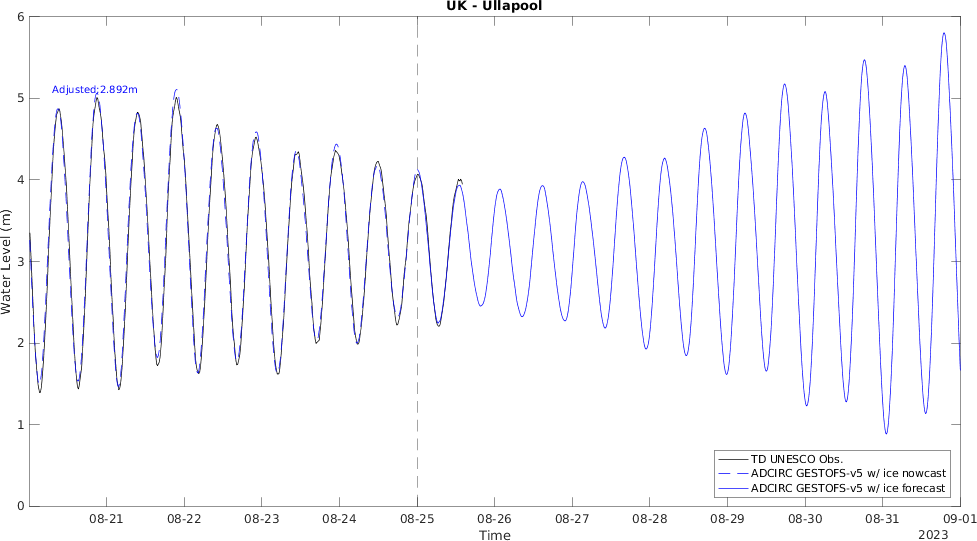 UK - Ullapool
6
Adjusted:2.892m
5
4
3
2
1
0
Water Level (m)
TD UNESCO Obs.
ADCIRC GESTOFS-v5 w/ ice nowcast
ADCIRC GESTOFS-v5 w/ ice forecast
08-21 08-22 08-23 08-24 08-25 08-26 08-27 08-28 08-29 08-30 08-31 09-01
Time
2023